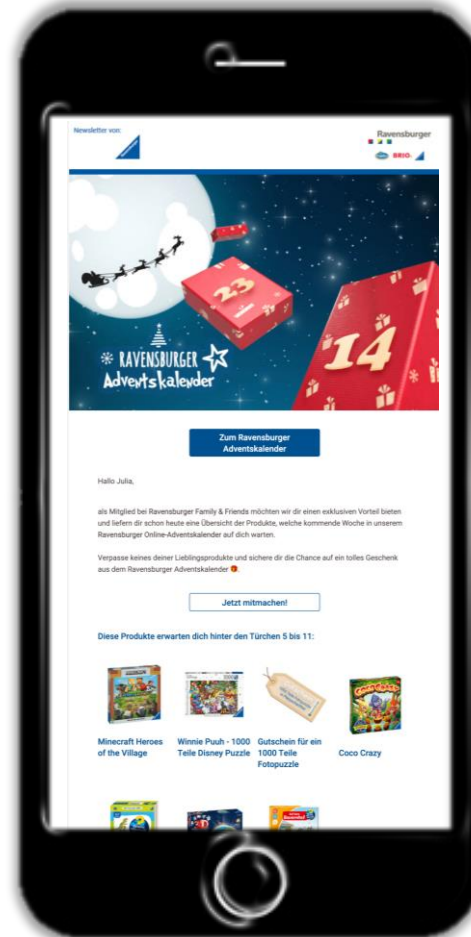 Newsletter von:
Ravensburger
BRIO
23
14
RAVENSBURGER
Adventskalender
Zum Ravensburger
Adventskalender
Hallo Julia,
als Mitglied bei Ravensburger Family & Friends möchten wir dir einen exklusiven Vorteil bieten
und liefern dir schon heute eine Übersicht der Produkte, welche kommende Woche in unserem
Ravensburger Online-Adventskalender auf dich warten.
Verpasse keines deiner Lieblingsprodukte und sichere dir die Chance auf ein tolles Geschenk
aus dem Ravensburger Adventskalender
Jetzt mitmachen!
Diese Produkte erwarten dich hinter den Türchen 5 bis 11:
Minecraft Heroes
of the Village
Winnie Puuh - 1000
Teile Disney Puzzle
Gutschein für ein
1000 Teile
Fotopuzzle
Coco Crazy